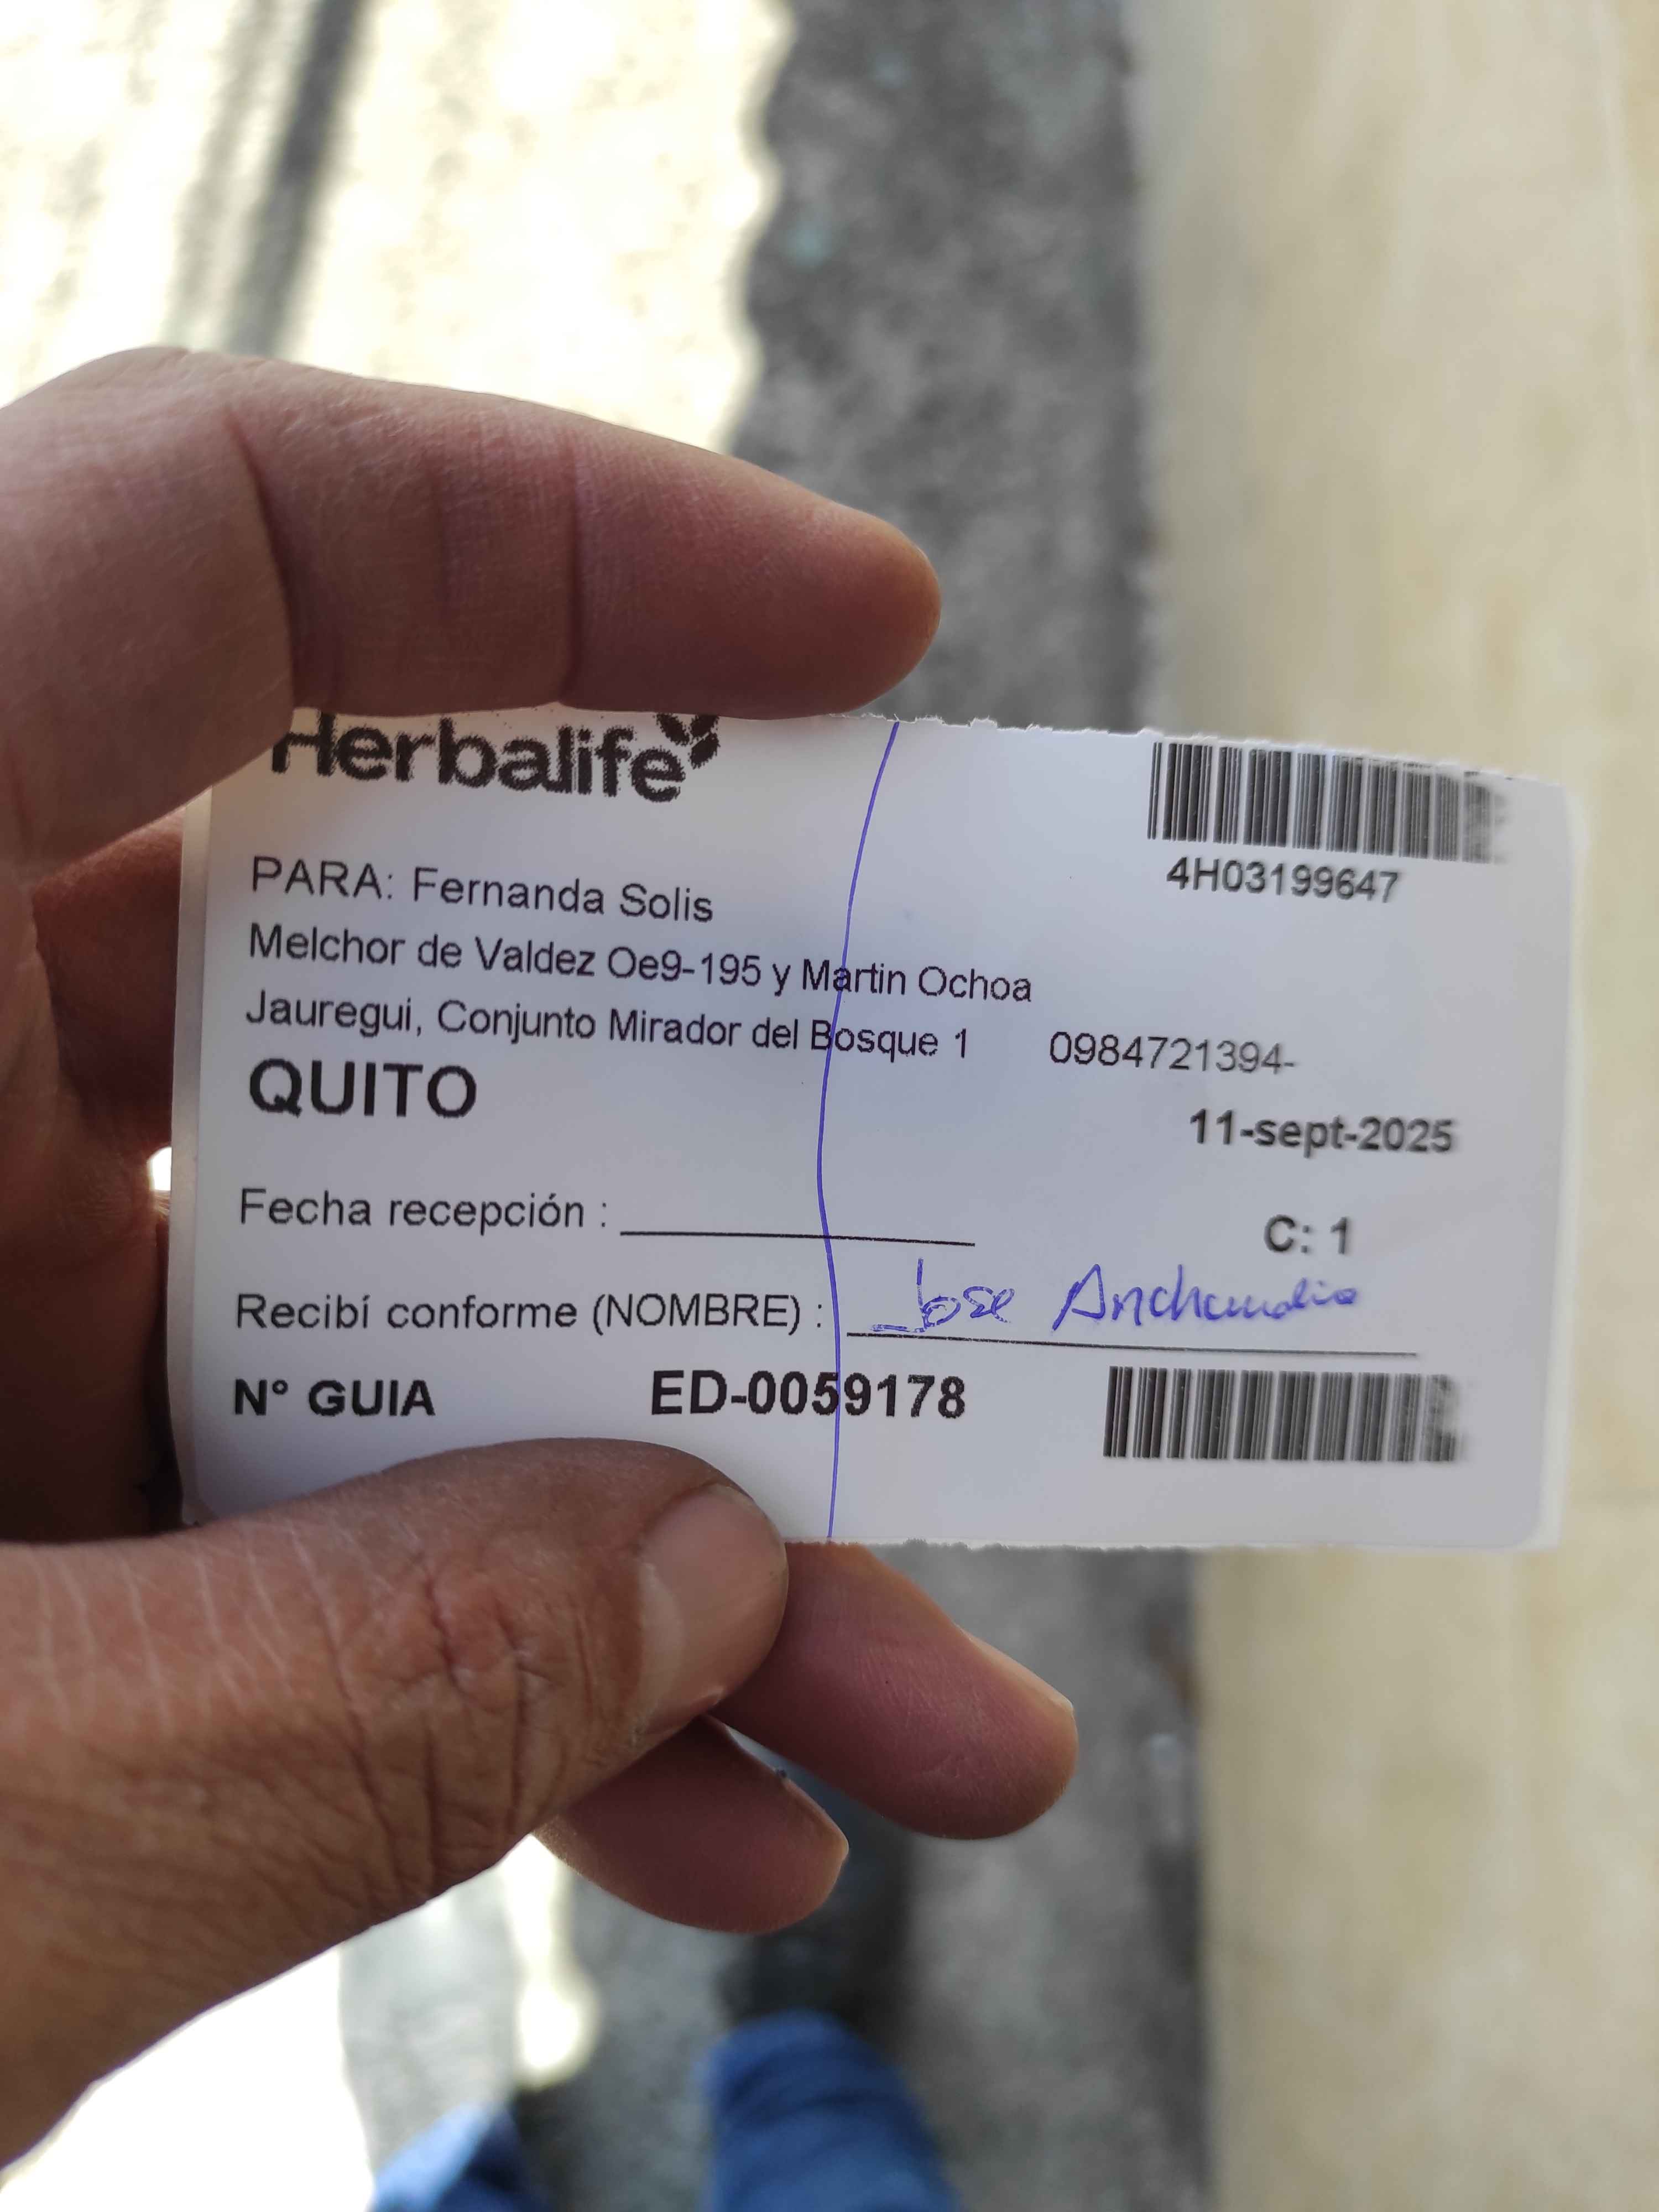 Herbalife
4H03199647
PARA: Fernanda Solis
Melchor de Valdez Oe9-195 y Martin Ochoa
Jauregui, Conjunto Mirador del Bosque 1 0984721394-
QUITO
11-sept-2025
Fecha recepción :
C: 1
Recibí conforme (NOMBRE) : Jose
N° GUIA ED-0059178